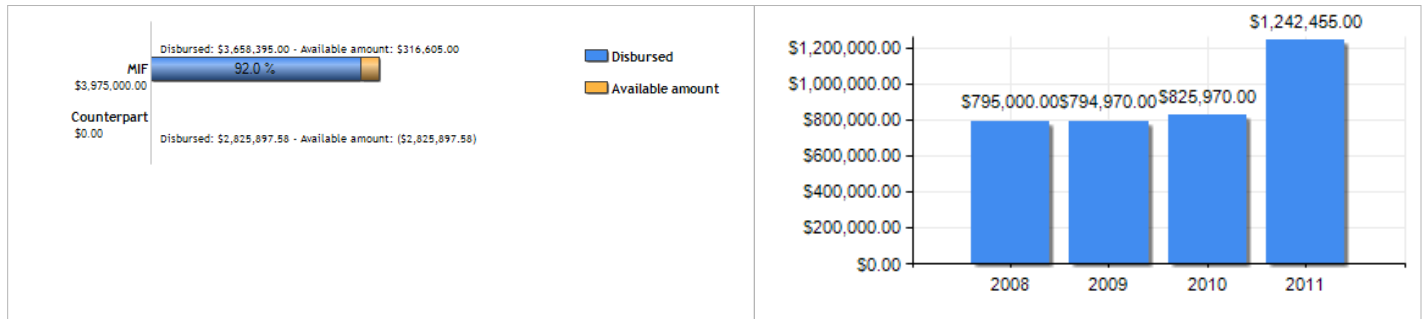 Disbursed: $3,658,395.00 - Available amount: $316,605.00
MIF
92.0 %
$3,975,000.00
Counterpart
$0.00
Disbursed: $2,825,897.58 - Available amount: ($2,825,897.58)
Disbursed
Available amount
$1,242,455.00
$1,200,000.00
$1,000,000.00
$795,000.00 $794,970.00 $825,970.00
$800,000.00
$600,000.00
$400,000.00
$200,000.00
$0.00
2008 2009 2010 2011